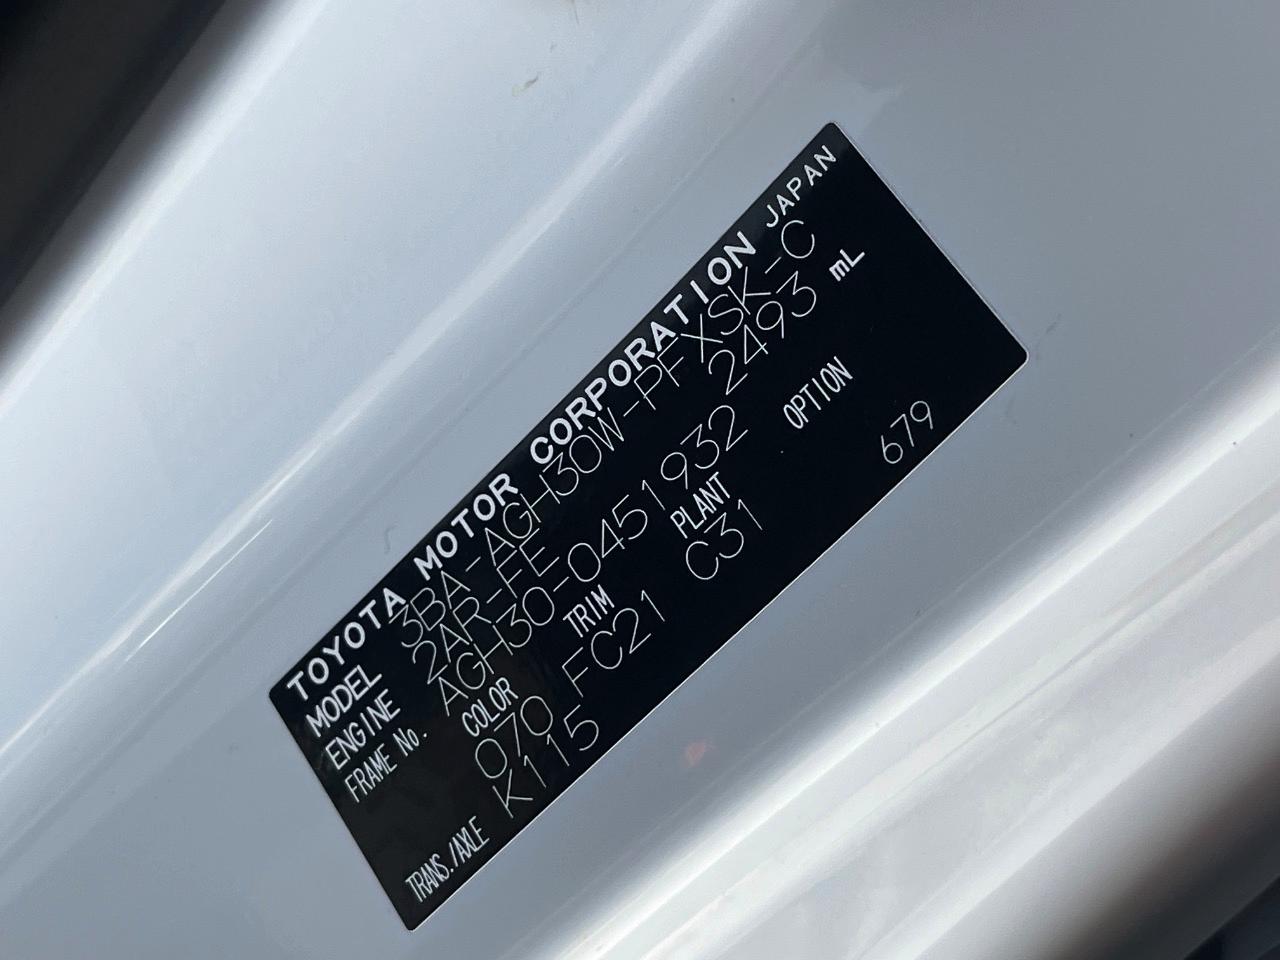 TOYOTA MOTOR CORPORATION JAPAN
MODEL 3BA-AGH30W-PFXSK-C
ENGINE 2AR-FE 2493 mL
FRAME No. AGH30-0451932
COLOR TRIM PLANT OPTION
070 FC21 C31 679
TRANS./AXLE K115